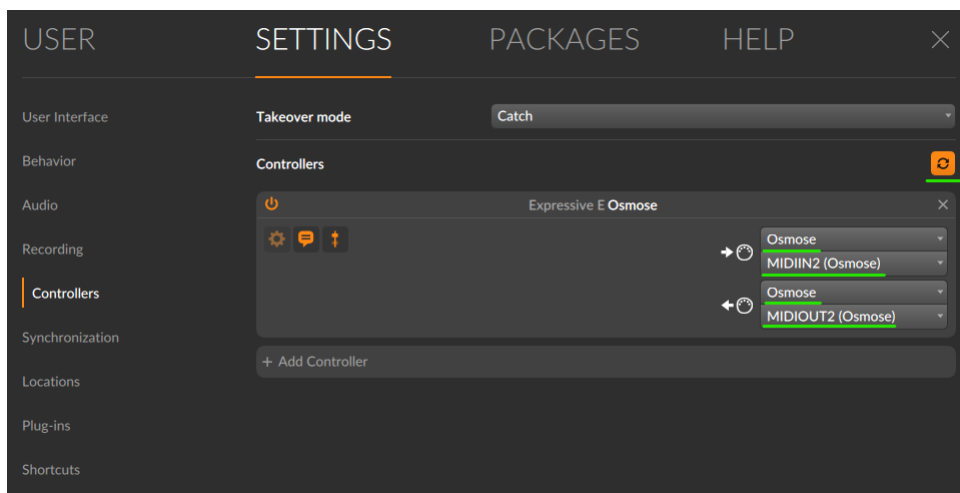 USER SETTINGS PACKAGES HELP
User Interface
Takeover mode Catch
Behavior
Controllers
Audio
Expressive E Osmose
Recording
Osmose
MIDIIN2 (Osmose)
Controllers
Osmose
MIDIOUT2 (Osmose)
Synchronization
+ Add Controller
Locations
Plug-ins
Shortcuts